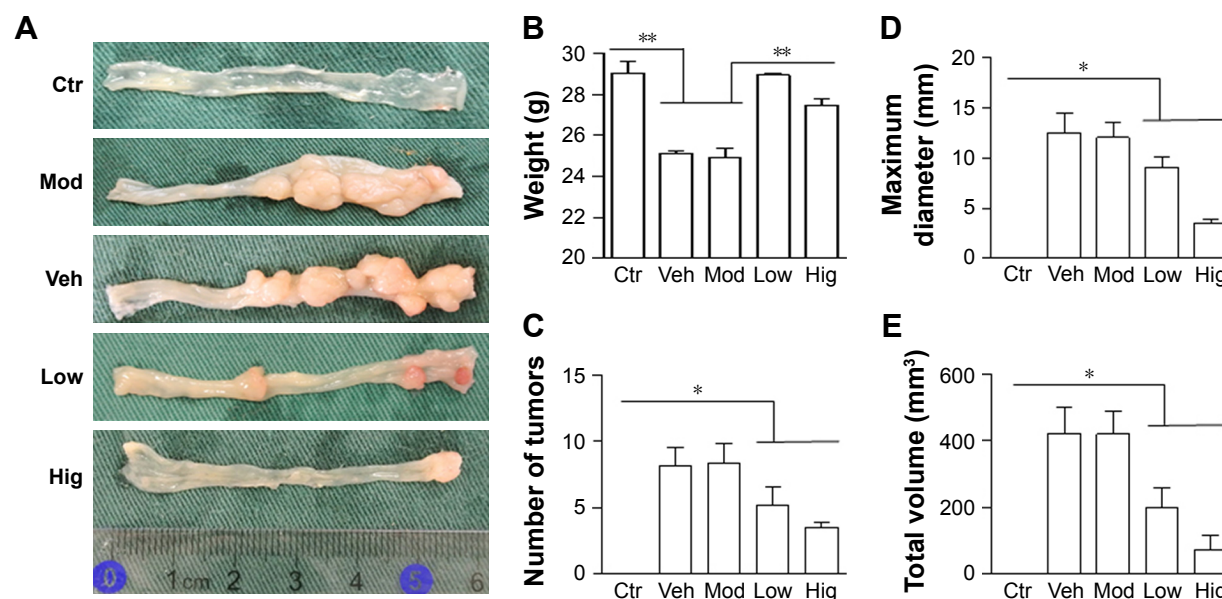 A
Ctr
Mod
Veh
Low
Hig
0 1 cm 2 3 4 5 6
B
Weight (g)
**
**
30
28
26
24
22
20
Ctr Veh Mod Low Hig
C
Number of tumors
*
15
10
5
0
Ctr Veh Mod Low Hig
D
Maximum
diameter (mm)
*
20
15
10
5
0
Ctr Veh Mod Low Hig
E
Total volume (mm³)
*
600
400
200
0
Ctr Veh Mod Low Hig